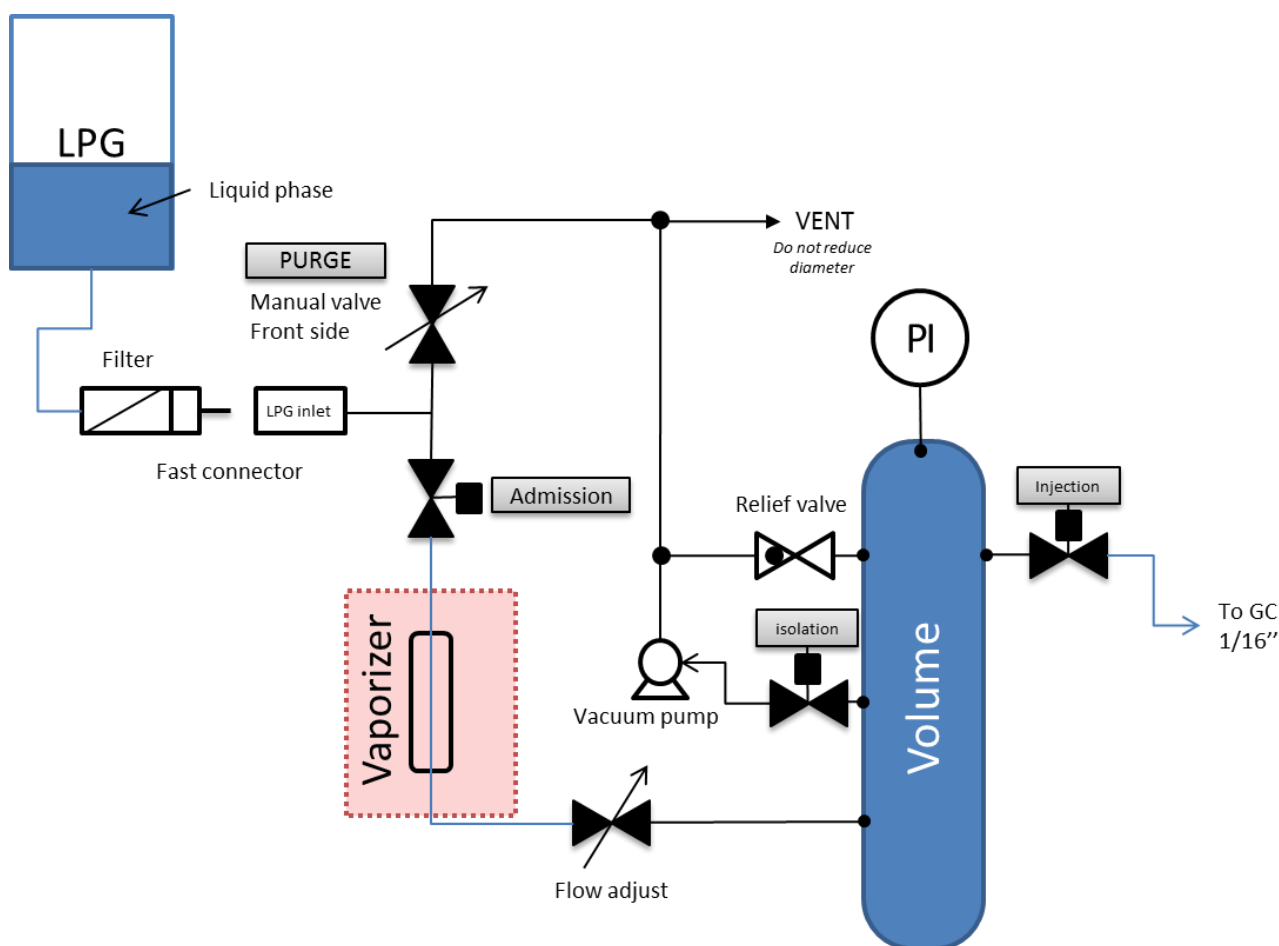 LPG
Liquid phase
PURGE
Manual valve
Front side
VENT
Do not reduce
diameter
PI
Filter
LPG inlet
Fast connector
Admission
Relief valve
Injection
To GC
1/16’’
isolation
Vacuum pump
Vaporizer
Volume
Flow adjust